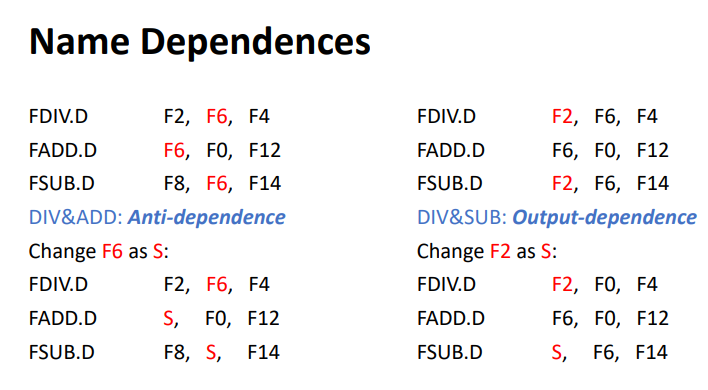 Name Dependences
FDIV.D F2, F6, F4
FADD.D F6, F0, F12
FSUB.D F8, F6, F14
DIV&ADD: Anti-dependence
Change F6 as S:
FDIV.D F2, F6, F4
FADD.D S, F0, F12
FSUB.D F8, S, F14
FDIV.D F2, F6, F4
FADD.D F6, F0, F12
FSUB.D F2, F6, F14
DIV&SUB: Output-dependence
Change F2 as S:
FDIV.D F2, F0, F4
FADD.D F6, F0, F12
FSUB.D S, F6, F14